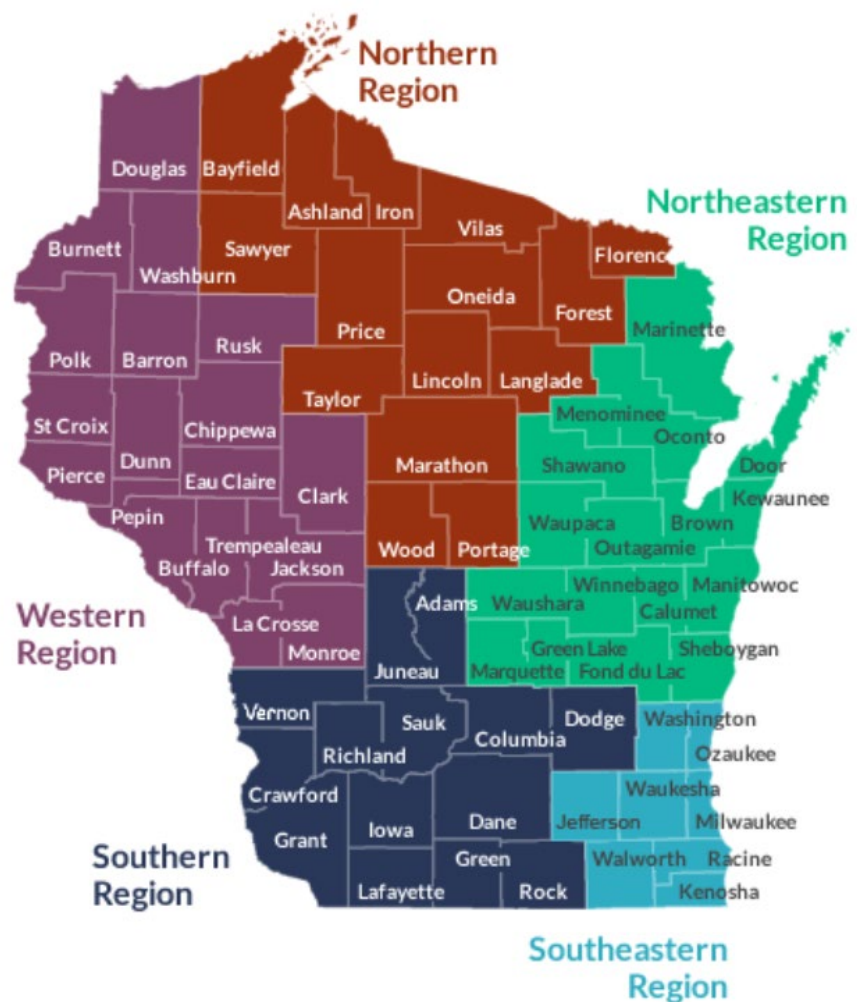 Northern
Region
Douglas
Bayfield
Ashland
Iron
Vilas
Northeastern
Region
Burnett
Washburn
Sawyer
Florenc
Oneida
Forest
Price
Marinette
Polk
Barron
Rusk
Lincoln
Langlade
Taylor
Menominee
St Croix
Chippewa
Oconto
Dunn
Marathon
Shawano
Door
Pierce
Eau Claire
Clark
Kewaunee
Pepin
Waupaca
Brown
Trempealeau
Wood
Portage
Outagamie
Buffalo
Jackson
Winnebago
Manitowoc
Western
Region
Adams
Waushara
Calumet
La Crosse
Monroe
Green Lake
Sheboygan
Juneau
Marquette
Fond du Lac
Vernon
Sauk
Dodge
Washington
Columbia
Richland
Ozaukee
Crawford
Waukesha
Grant
Iowa
Dane
Jefferson
Milwaukee
Southern
Region
Green
Walworth
Racine
Lafayette
Rock
Kenosha
Southeastern
Region